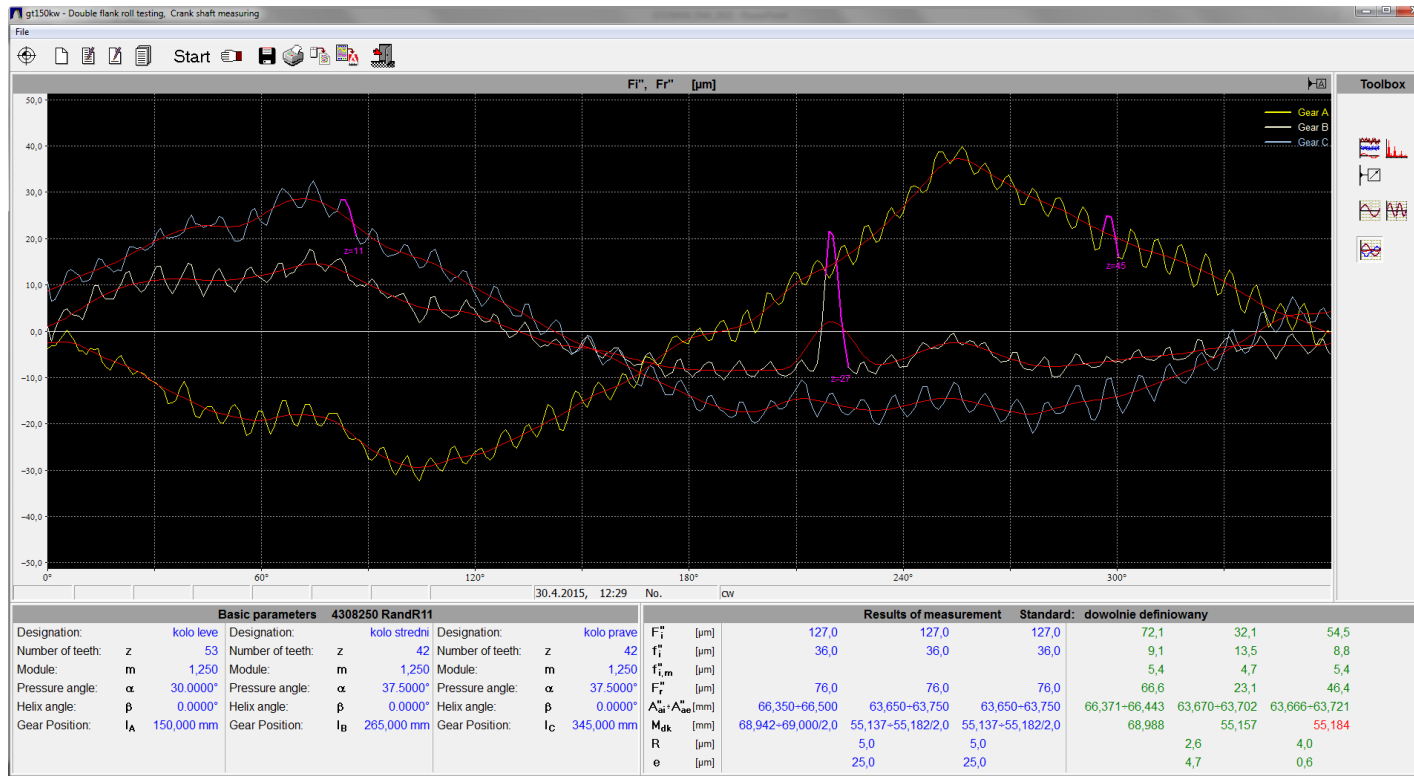 gt150kw - Double flank roll testing, Crank shaft measuring
File
Start
Fi", Fr" [µm]
A
Toolbox
50,0
40,0
30,0
20,0
10,0
0,0
-10,0
-20,0
-30,0
-40,0
-50,0
Gear A
Gear B
Gear C
z=11
z=27
z=45
0° 60° 120° 180° 240° 300°
30.4.2015, 12:29 No. cw
Basic parameters 4308250 RandR11
Designation: kolo leve Designation: kolo stredni Designation: kolo prave
Number of teeth: z 53 Number of teeth: z 42 Number of teeth: z 42
Module: m 1,250 Module: m 1,250 Module: m 1,250
Pressure angle: α 30.0000° Pressure angle: α 37.5000° Pressure angle: α 37.5000°
Helix angle: β 0.0000° Helix angle: β 0.0000° Helix angle: β 0.0000°
Gear Position: lA 150,000 mm Gear Position: lB 265,000 mm Gear Position: lC 345,000 mm
Results of measurement Standard: dowolnie definiowany
F"i [µm] 127,0 127,0 127,0 72,1 32,1 54,5
f"i [µm] 36,0 36,0 36,0 9,1 13,5 8,8
f"i,m [µm] 5,4 4,7 5,4
F"r [µm] 76,0 76,0 76,0 66,6 23,1 46,4
A"ai÷A"ae [mm] 66,350÷66,500 63,650÷63,750 63,650÷63,750 66,371÷66,443 63,670÷63,702 63,666÷63,721
Mdk [mm] 68,942÷69,000/2,0 55,137÷55,182/2,0 55,137÷55,182/2,0 68,988 55,157 55,184
R [µm] 5,0 5,0 2,6 4,0
e [µm] 25,0 25,0 4,7 0,6